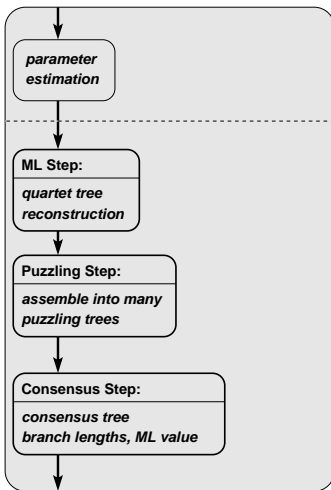 parameter
estimation
ML Step:
quartet tree
reconstruction
Puzzling Step:
assemble into many
puzzling trees
Consensus Step:
consensus tree
branch lengths, ML value